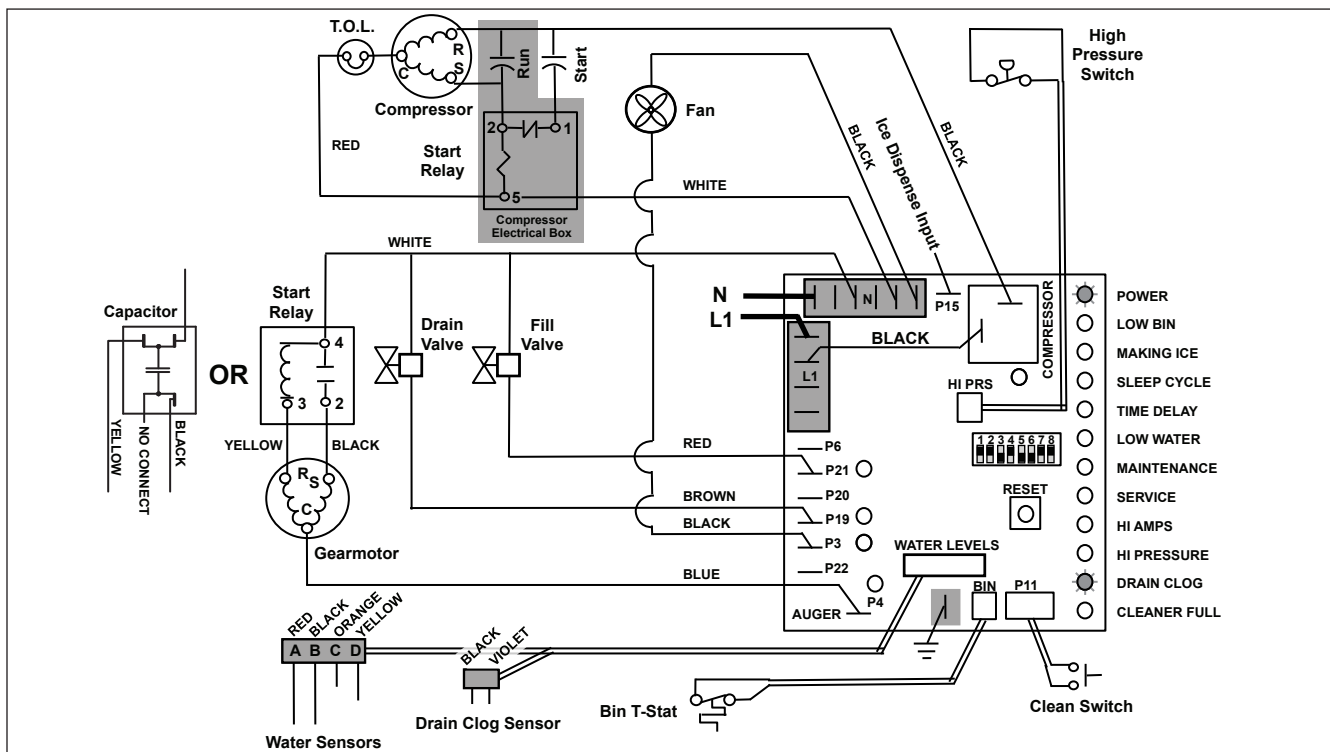 T.O.L.
R
S
C
Compressor
Run
Start
2
1
5
Start
Relay
Compressor
Electrical Box
RED
Fan
BLACK
Ice Dispense Input
BLACK
High
Pressure
Switch
WHITE
WHITE
Capacitor
YELLOW
NO CONNECT
BLACK
OR
Start
Relay
4
3
2
YELLOW
BLACK
R
S
C
Gearmotor
Drain
Valve
Fill
Valve
N
L1
N
P15
L1
BLACK
COMPRESSOR
HI PRS
1 2 3 4 5 6 7 8
RESET
RED
BROWN
BLACK
BLUE
P6
P21
P20
P19
P3
P22
P4
AUGER
WATER LEVELS
BIN
P11
POWER
LOW BIN
MAKING ICE
SLEEP CYCLE
TIME DELAY
LOW WATER
MAINTENANCE
SERVICE
HI AMPS
HI PRESSURE
DRAIN CLOG
CLEANER FULL
RED
BLACK
ORANGE
YELLOW
A B C D
Water Sensors
BLACK
VIOLET
Drain Clog Sensor
Bin T-Stat
Clean Switch